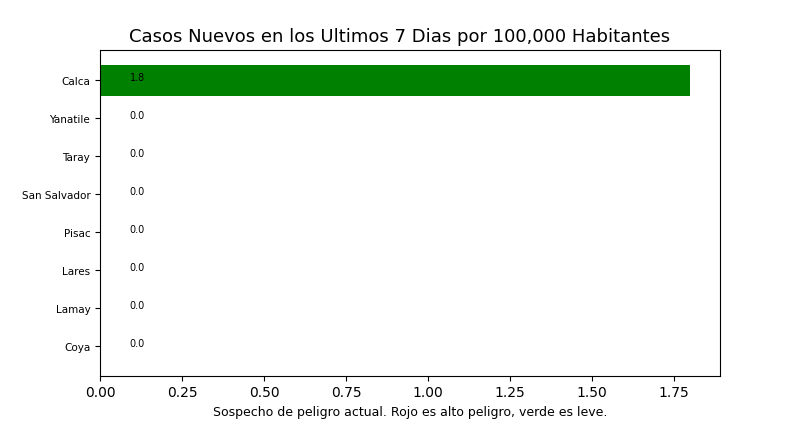 Casos Nuevos en los Ultimos 7 Dias por 100,000 Habitantes
Calca 1.8
Yanatile 0.0
Taray 0.0
San Salvador 0.0
Pisac 0.0
Lares 0.0
Lamay 0.0
Coya 0.0
0.00 0.25 0.50 0.75 1.00 1.25 1.50 1.75
Sospecho de peligro actual. Rojo es alto peligro, verde es leve.